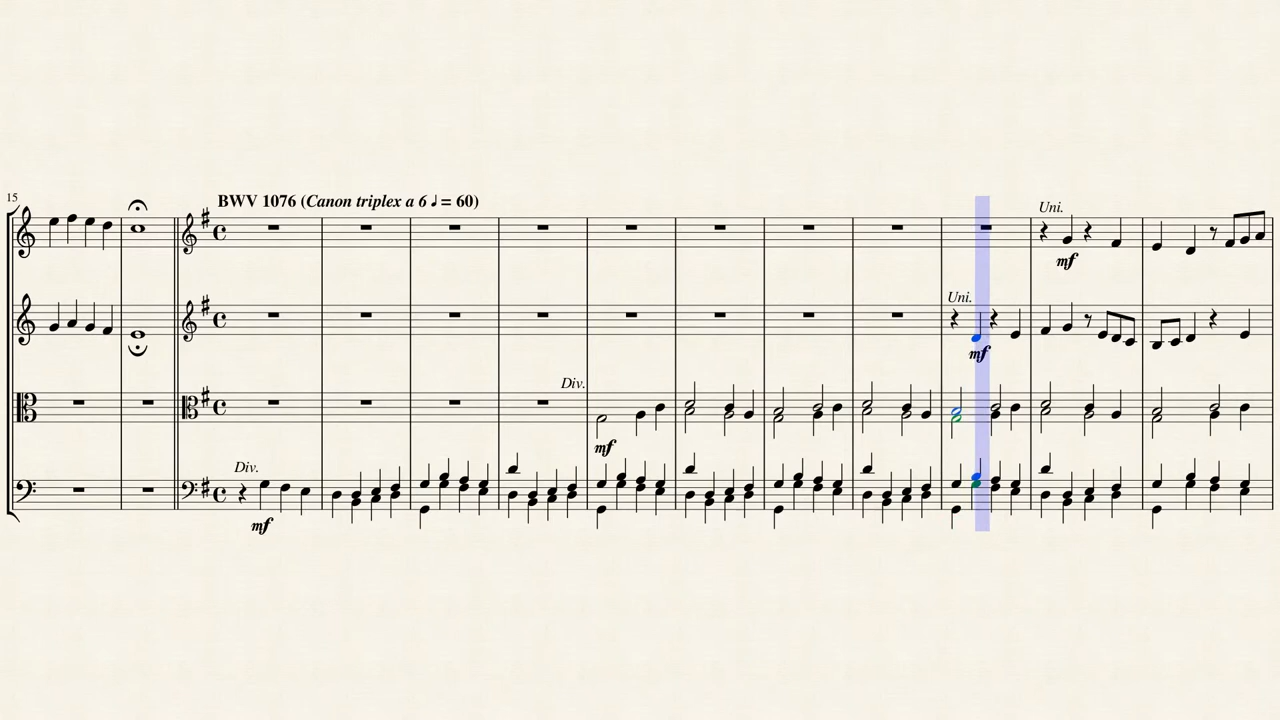 15
BWV 1076 (Canon triplex a 6 ♩ = 60)
Uni.
mf
Uni.
mf
Div.
mf
Div.
mf